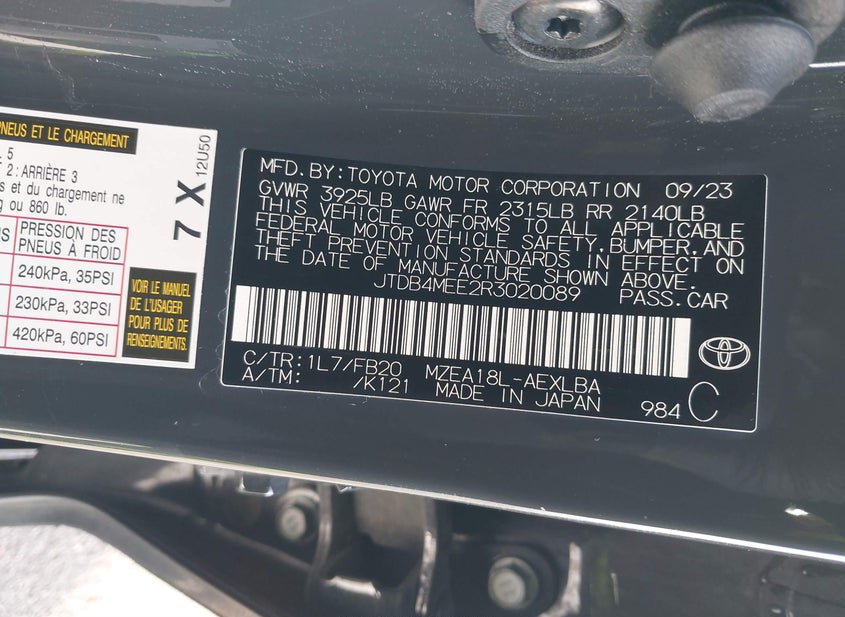 PNEUS ET LE CHARGEMENT
5
2 : ARRIÈRE 3
s et du chargement ne
g ou 860 lb.
PRESSION DES
PNEUS À FROID
240kPa, 35PSI
230kPa, 33PSI
420kPa, 60PSI
VOIR LE MANUEL
DE L'USAGER
POUR PLUS DE
RENSEIGNEMENTS.
7 X
12U50
MFD. BY: TOYOTA MOTOR CORPORATION 09/23
GVWR 3925LB GAWR FR 2315LB RR 2140LB
THIS VEHICLE CONFORMS TO ALL APPLICABLE
FEDERAL MOTOR VEHICLE SAFETY, BUMPER, AND
THEFT PREVENTION STANDARDS IN EFFECT ON
THE DATE OF MANUFACTURE SHOWN ABOVE.
JTDB4MEE2R3020089 PASS. CAR
C/TR: 1L7/FB20 MZEA18L-AEXLBA
A/TM: /K121 MADE IN JAPAN 984 C